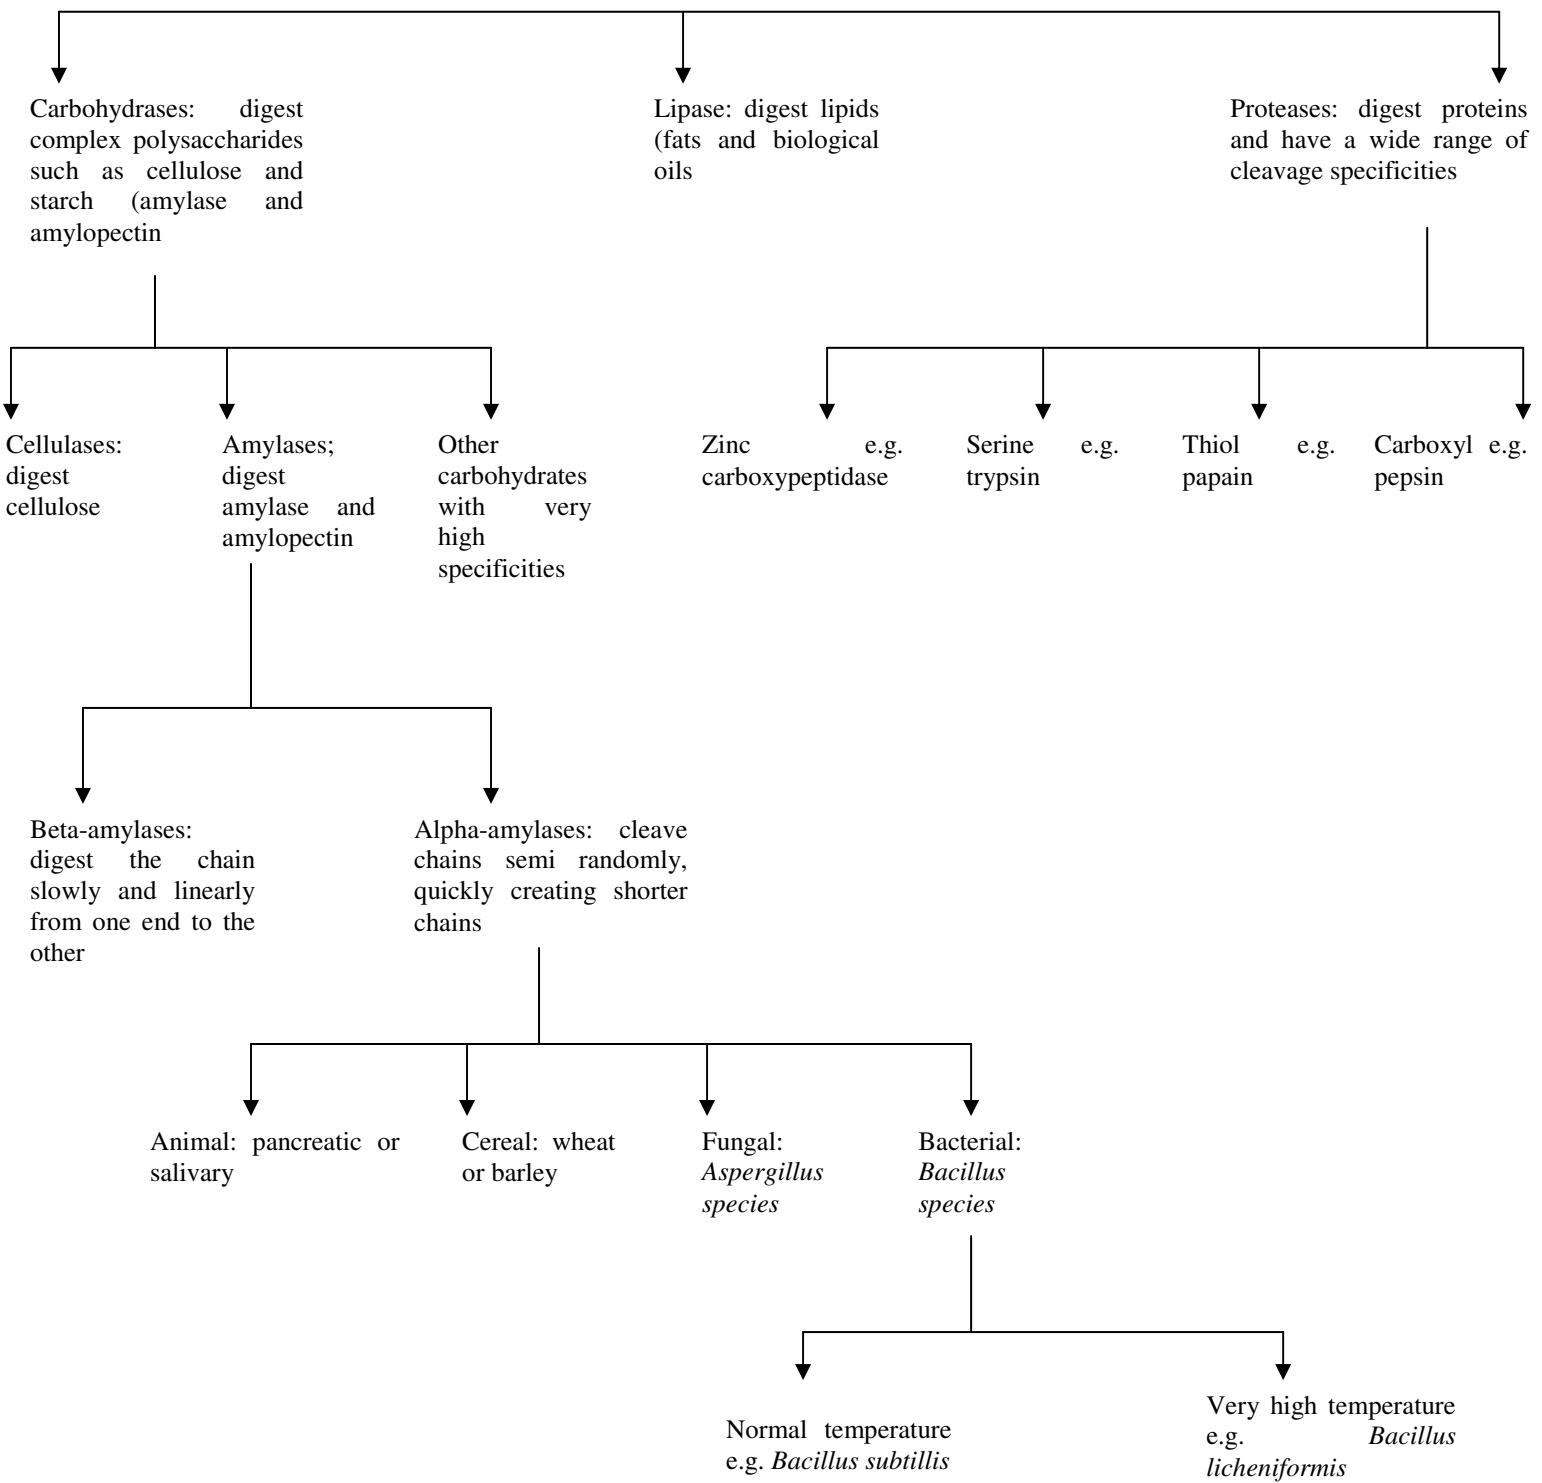 Carbohydrases: digest
complex polysaccharides
such as cellulose and
starch (amylase and
amylopectin
Lipase: digest lipids
(fats and biological
oils
Proteases: digest proteins
and have a wide range of
cleavage specificities
Cellulases:
digest
cellulose
Amylases;
digest
amylase and
amylopectin
Other
carbohydrates
with very
high
specificities
Zinc e.g.
carboxypeptidase
Serine e.g.
trypsin
Thiol e.g.
papain
Carboxyl e.g.
pepsin
Beta-amylases:
digest the chain
slowly and linearly
from one end to the
other
Alpha-amylases: cleave
chains semi randomly,
quickly creating shorter
chains
Animal: pancreatic or
salivary
Cereal: wheat
or barley
Fungal:
Aspergillus
species
Bacterial:
Bacillus
species
Normal temperature
e.g. Bacillus subtillis
Very high temperature
e.g. Bacillus
licheniformis